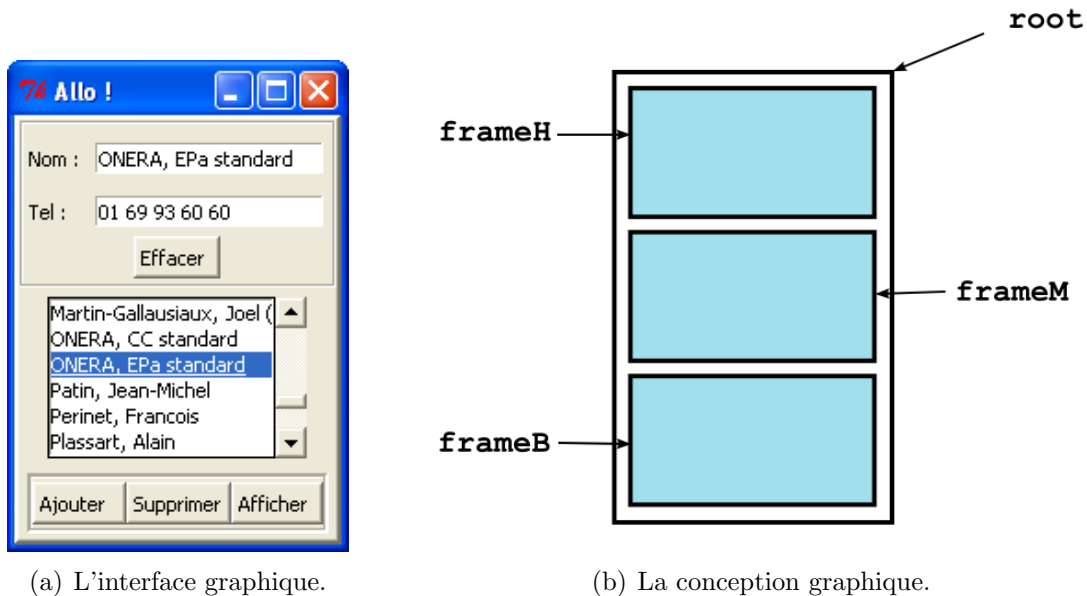 Allo !
Nom :
ONERA, EPa standard
Tel :
01 69 93 60 60
Effacer
Martin-Gallausiaux, Joel (
ONERA, CC standard
ONERA, EPa standard
Patin, Jean-Michel
Perinet, Francois
Plassart, Alain
Ajouter
Supprimer
Afficher
(a) L'interface graphique.
root
frameH
frameM
frameB
(b) La conception graphique.